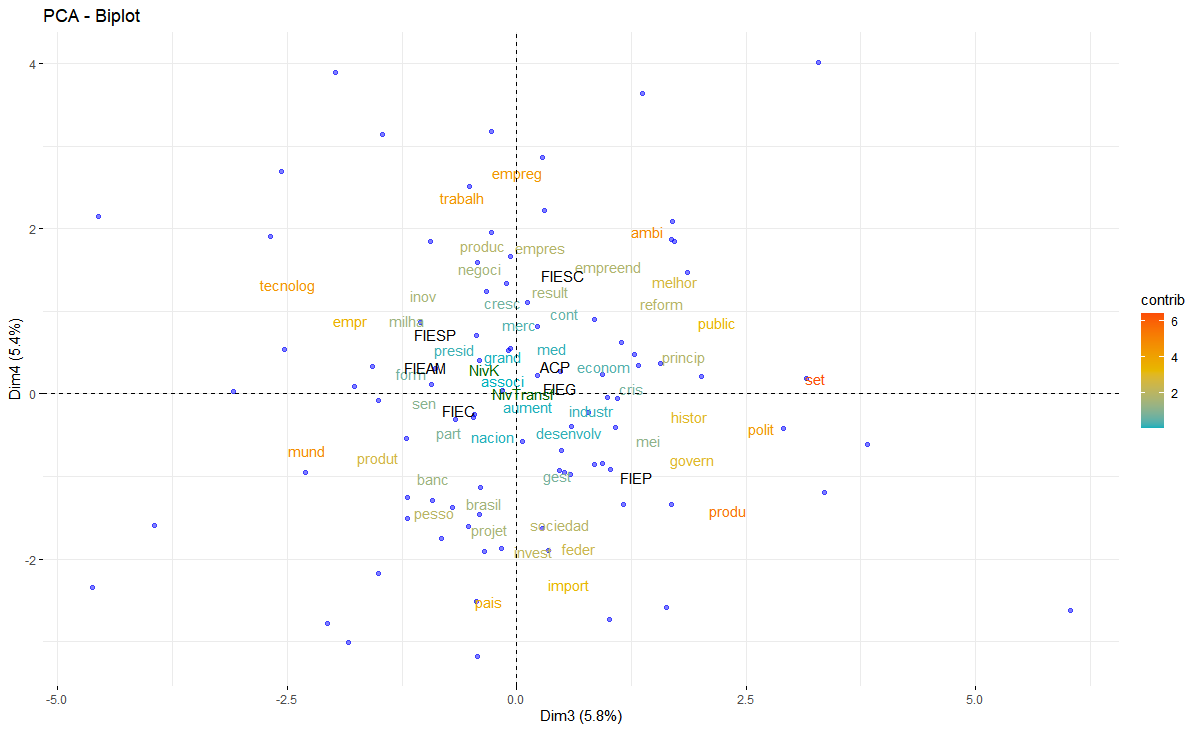 PCA - Biplot
4
2
0
-2
Dim4 (5.4%)
empreg
trabalh
ambi
produc
empres
negoci
FIESC
empreend
tecnolog
melhor
inov
result
cresc
reform
cont
empr
milha
merc
public
FIESP
presid
grand
med
princip
FIEAM
form
NivK
ACP
econom
set
associ
NivTransf
FIEG
cris
sen
aument
FIEC
industr
histor
part
nacion
desenvolv
polit
mei
mund
produt
govern
banc
gest
FIEP
brasil
pesso
produ
projet
sociedad
invest
feder
import
pais
-5.0
-2.5
0.0
2.5
5.0
Dim3 (5.8%)
contrib
6
4
2